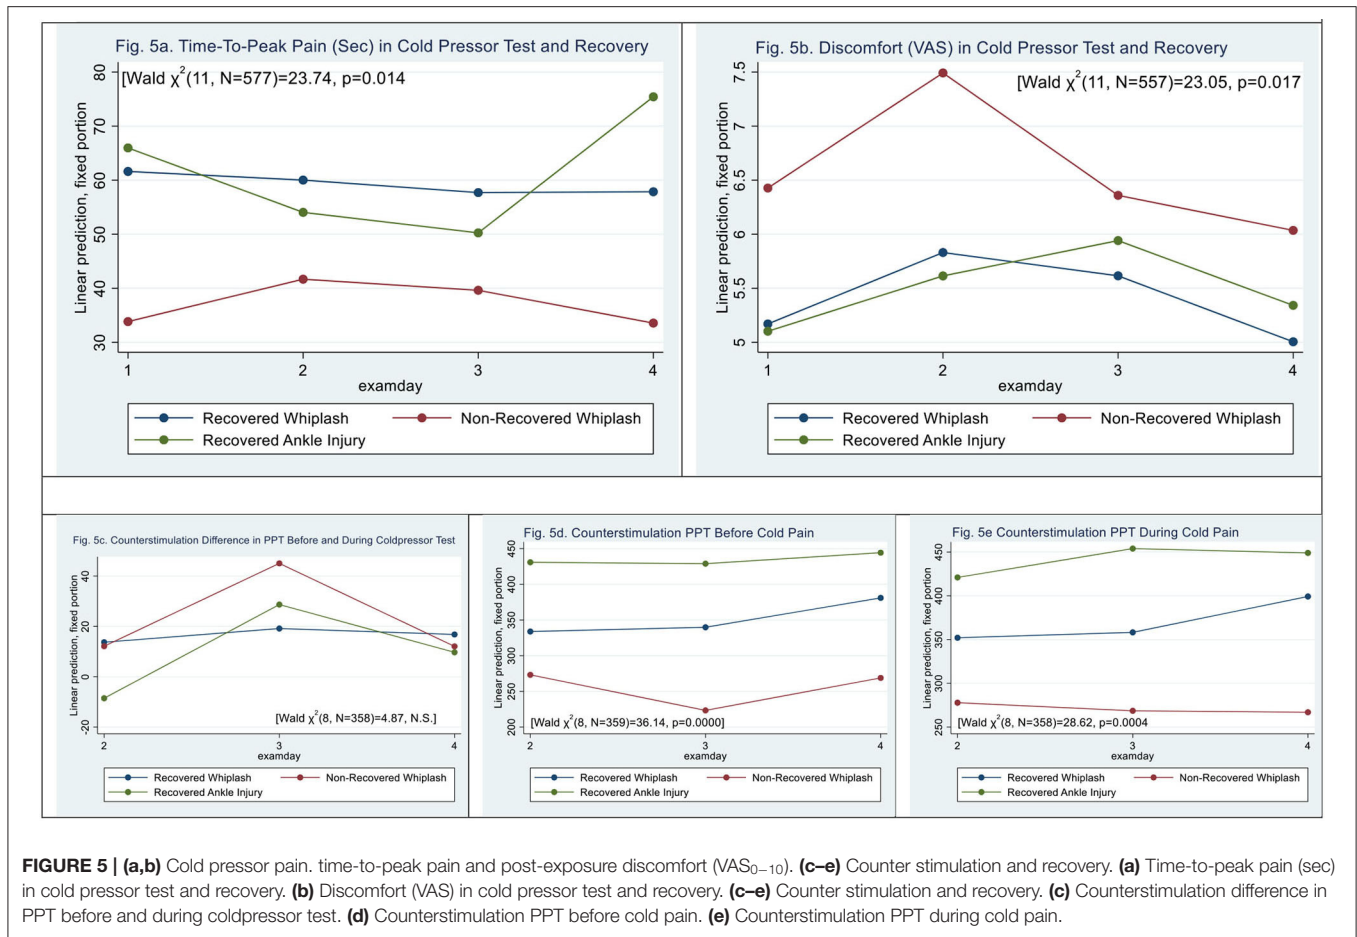 Fig. 5a. Time-To-Peak Pain (Sec) in Cold Pressor Test and Recovery
[Wald χ²(11, N=577)=23.74, p=0.014
Linear prediction, fixed portion
80
70
60
50
40
30
1 2 3 4
examday
Recovered Whiplash Non-Recovered Whiplash
Recovered Ankle Injury
Fig. 5b. Discomfort (VAS) in Cold Pressor Test and Recovery
[Wald χ²(11, N=557)=23.05, p=0.017]
Linear prediction, fixed portion
7.5
7
6.5
6
5.5
5
1 2 3 4
examday
Recovered Whiplash Non-Recovered Whiplash
Recovered Ankle Injury
Fig. 5c. Counterstimulation Difference in PPT Before and During Coldpressor Test
Linear prediction, fixed portion
40
20
0
-20
[Wald χ²(8, N=358)=4.87, N.S.]
2 3 4
examday
Recovered Whiplash Non-Recovered Whiplash
Recovered Ankle Injury
Fig. 5d. Counterstimulation PPT Before Cold Pain
Linear prediction, fixed portion
450
400
350
300
250
200
[Wald χ²(8, N=359)=36.14, p=0.0000]
2 3 4
examday
Recovered Whiplash Non-Recovered Whiplash
Recovered Ankle Injury
Fig. 5e Counterstimulation PPT During Cold Pain
Linear prediction, fixed portion
450
400
350
300
250
[Wald χ²(8, N=358)=28.62, p=0.0004
2 3 4
examday
Recovered Whiplash Non-Recovered Whiplash
Recovered Ankle Injury
FIGURE 5 | (a,b) Cold pressor pain. time-to-peak pain and post-exposure discomfort (VAS₀₋₁₀). (c–e) Counter stimulation and recovery. (a) Time-to-peak pain (sec)
in cold pressor test and recovery. (b) Discomfort (VAS) in cold pressor test and recovery. (c–e) Counter stimulation and recovery. (c) Counterstimulation difference in
PPT before and during coldpressor test. (d) Counterstimulation PPT before cold pain. (e) Counterstimulation PPT during cold pain.